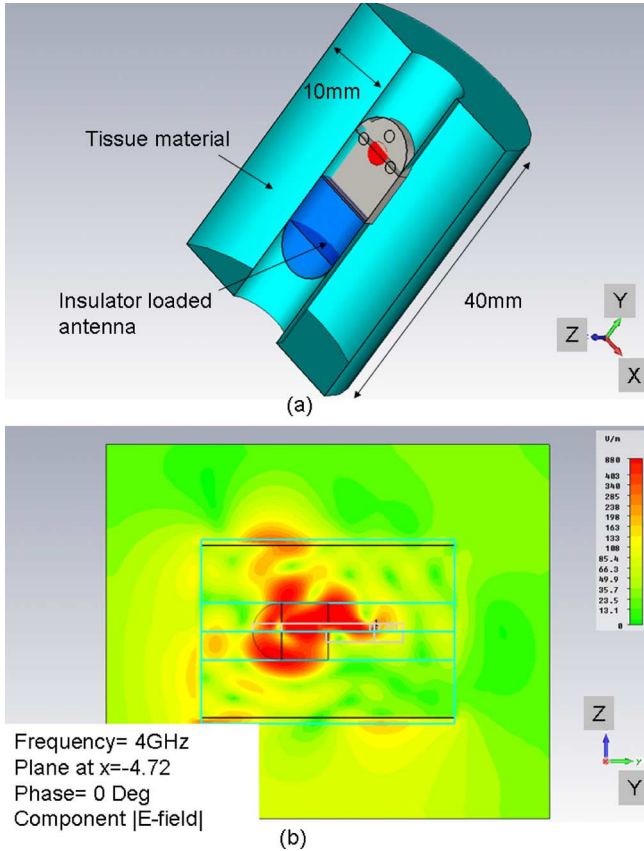 10mm
Tissue material
Insulator loaded
antenna
40mm
Y
Z
X
(a)
V/m
880
403
340
285
238
198
163
133
108
85.4
66.3
49.9
35.7
23.5
13.1
0
Frequency= 4GHz
Plane at x=-4.72
Phase= 0 Deg
Component |E-field|
Z
y
Y
(b)